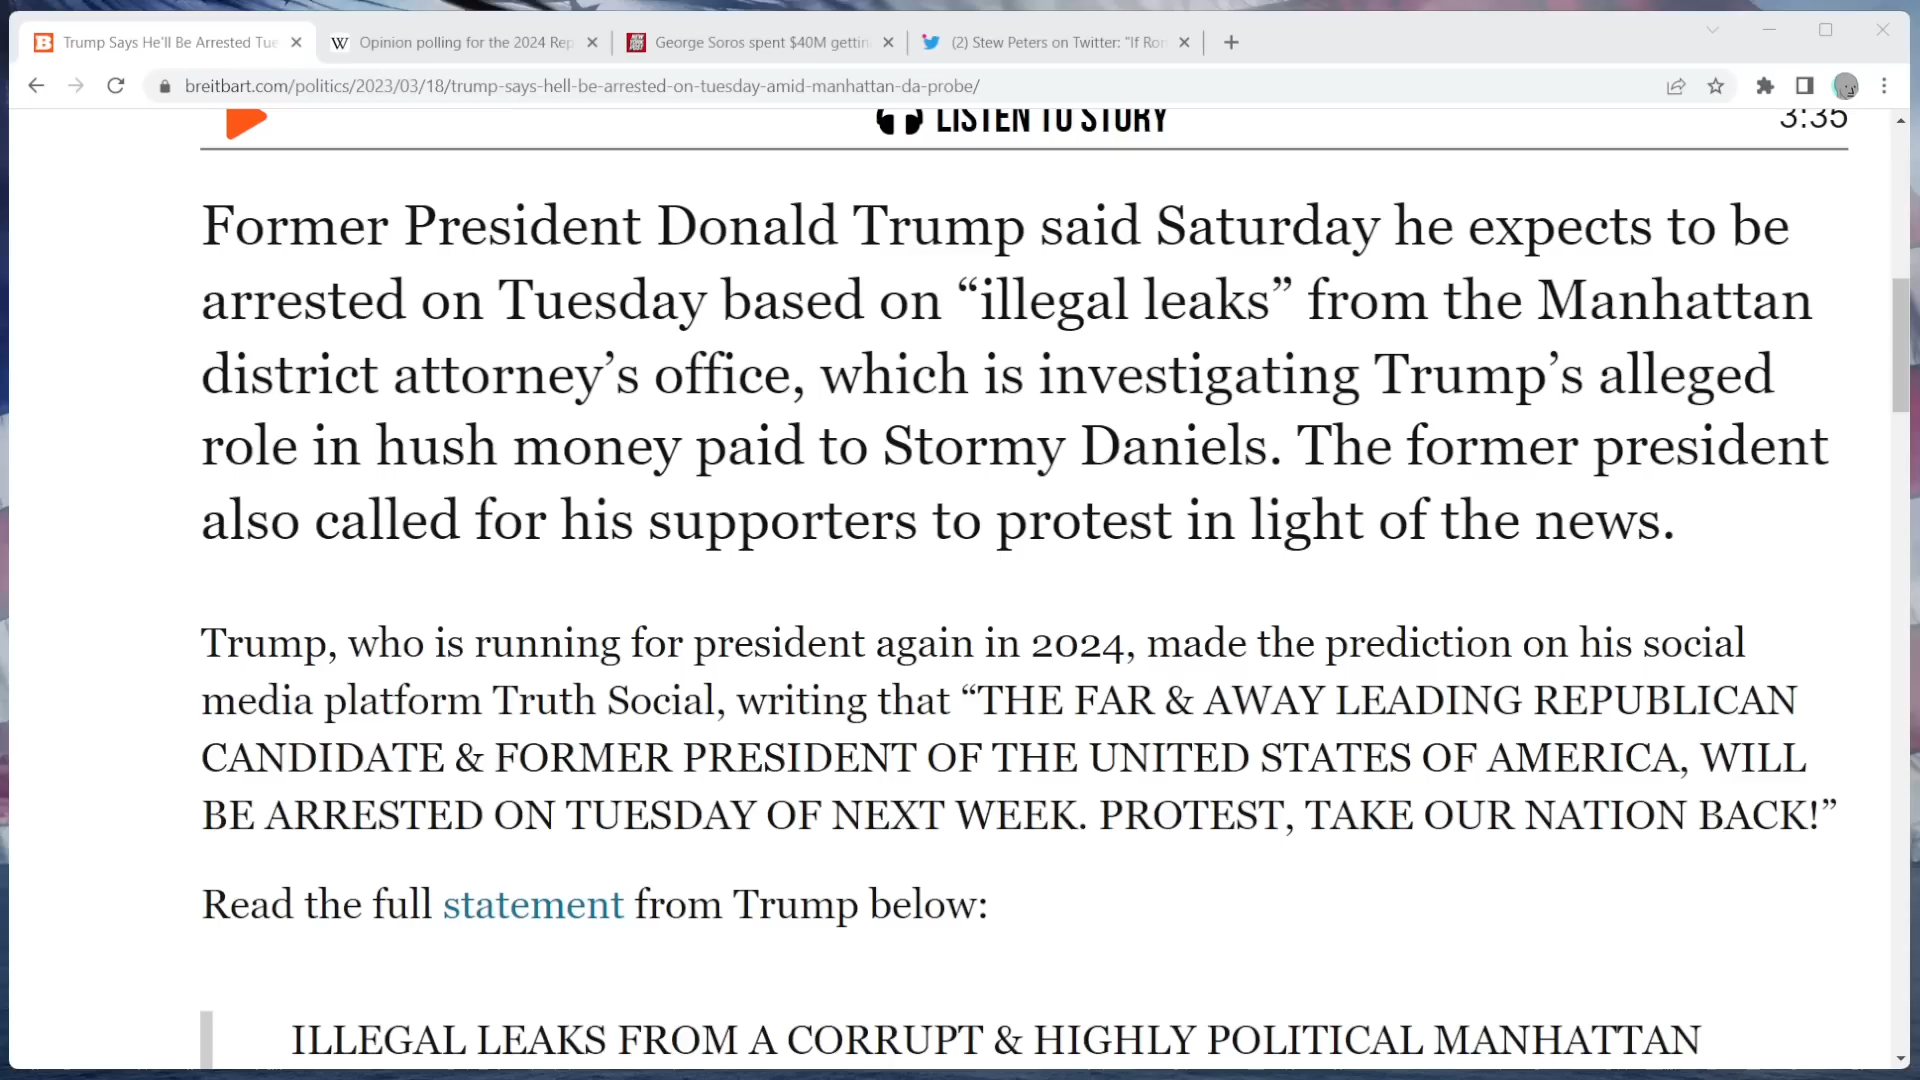 Trump Says He'll Be Arrested Tue
Opinion polling for the 2024 Rep
George Soros spent $40M gettin
(2) Stew Peters on Twitter: "If Ron
breitbart.com/politics/2023/03/18/trump-says-hell-be-arrested-on-tuesday-amid-manhattan-da-probe/
LISTEN TO STORY
3:35
Former President Donald Trump said Saturday he expects to be
arrested on Tuesday based on “illegal leaks” from the Manhattan
district attorney’s office, which is investigating Trump’s alleged
role in hush money paid to Stormy Daniels. The former president
also called for his supporters to protest in light of the news.
Trump, who is running for president again in 2024, made the prediction on his social
media platform Truth Social, writing that “THE FAR & AWAY LEADING REPUBLICAN
CANDIDATE & FORMER PRESIDENT OF THE UNITED STATES OF AMERICA, WILL
BE ARRESTED ON TUESDAY OF NEXT WEEK. PROTEST, TAKE OUR NATION BACK!”
Read the full statement from Trump below:
ILLEGAL LEAKS FROM A CORRUPT & HIGHLY POLITICAL MANHATTAN